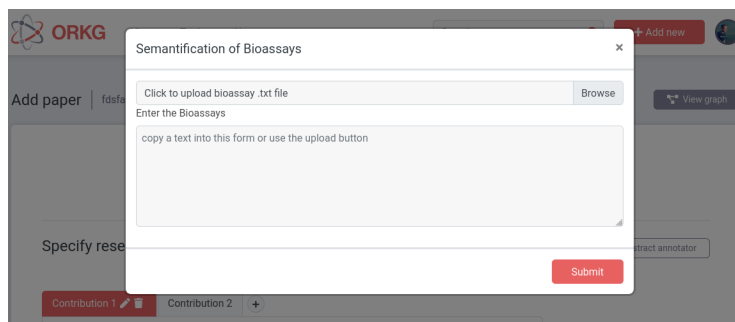 ORKG
Add new
Semantification of Bioassays
×
Click to upload bioassay .txt file
Browse
Add paper
fdsfa
View graph
Enter the Bioassays
copy a text into this form or use the upload button
Specify rese
stract annotator
Submit
Contribution 1
Contribution 2
+